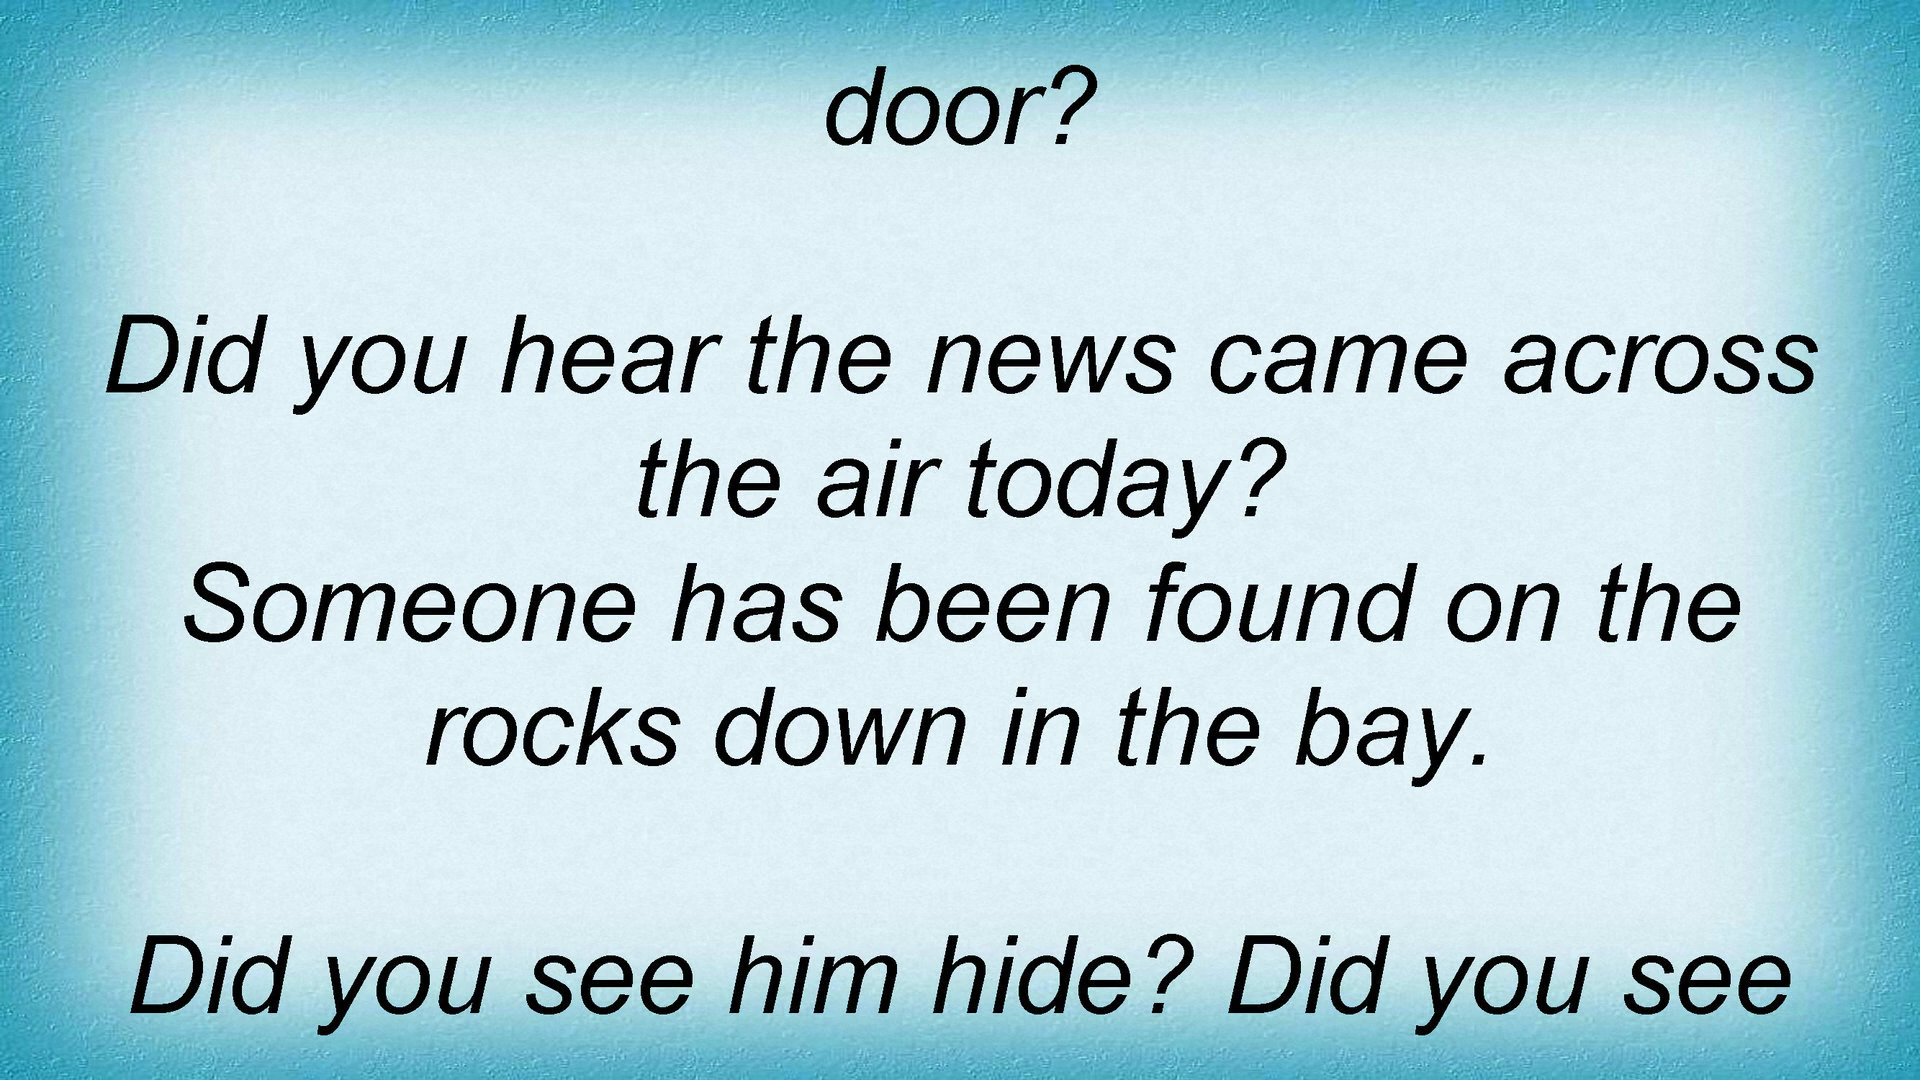 door?
Did you hear the news came across
the air today?
Someone has been found on the
rocks down in the bay.
Did you see him hide? Did you see